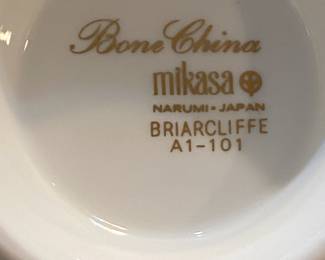 Bone China
mikasa
NARUMI • JAPAN
BRIARCLIFFE
A1-101